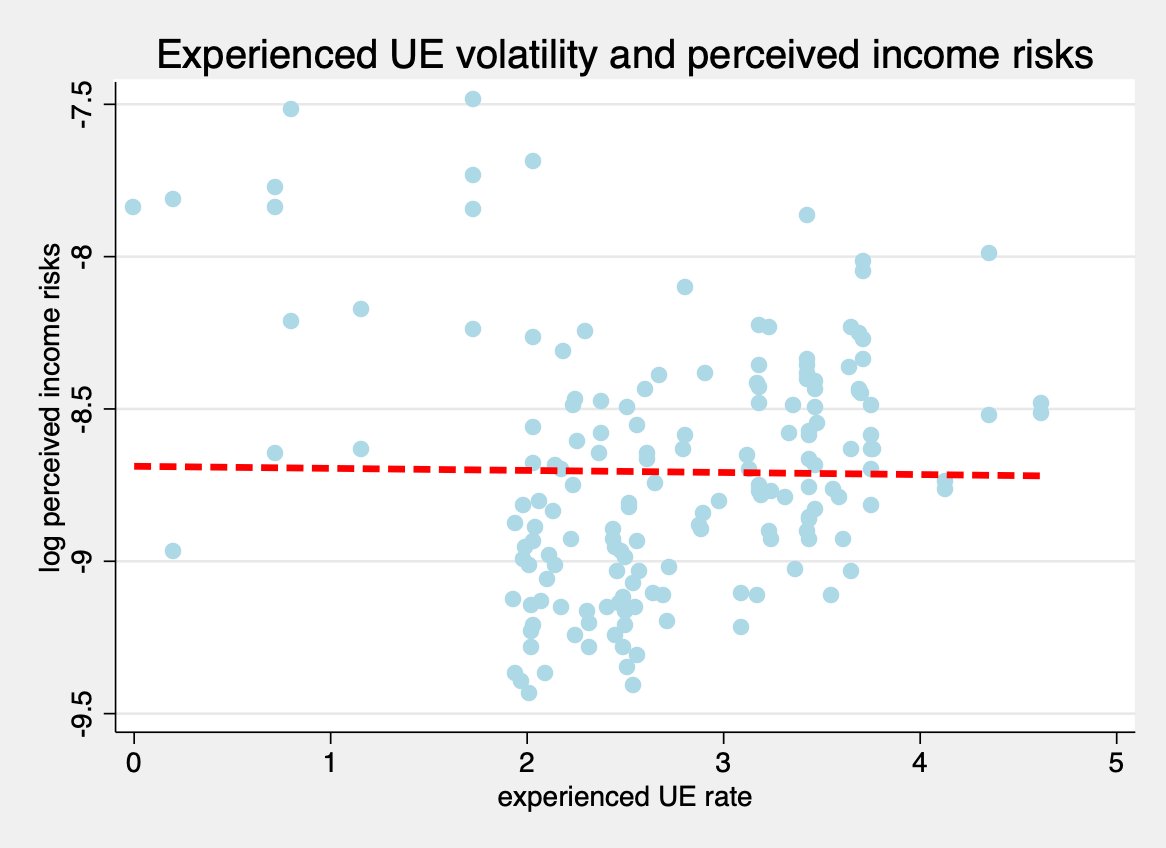 Experienced UE volatility and perceived income risks
-7.5
-8
-8.5
-9
-9.5
log perceived income risks
0 1 2 3 4 5
experienced UE rate